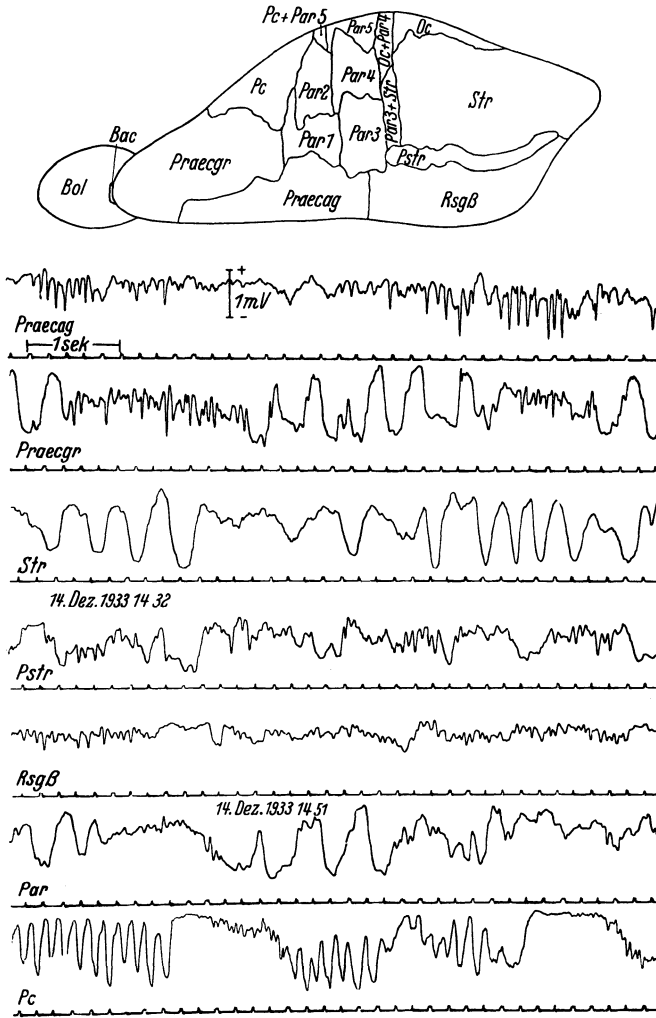 Pc+Par5
Par5
Oc+Par4
Oc
Pc
Par2
Par4
Str
Par3+Str
Bac
Par1
Par3
Praecgr
Pstr
Bol
Praecag
Rsgß
+
1mV
-
Praecag
1sek
Praecgr
Str
14. Dez. 1933 14 32
Pstr
Rsgß
14. Dez. 1933 14 51
Par
Pc